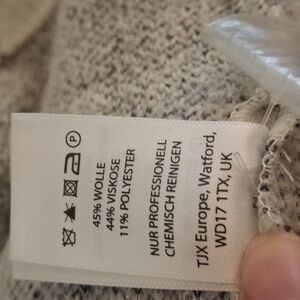 P
45% WOLLE
44% VISKOSE
11% POLYESTER
NUR PROFESSIONELL
CHEMISCH REINIGEN
TJX Europe, Watford,
WD17 1TX, UK